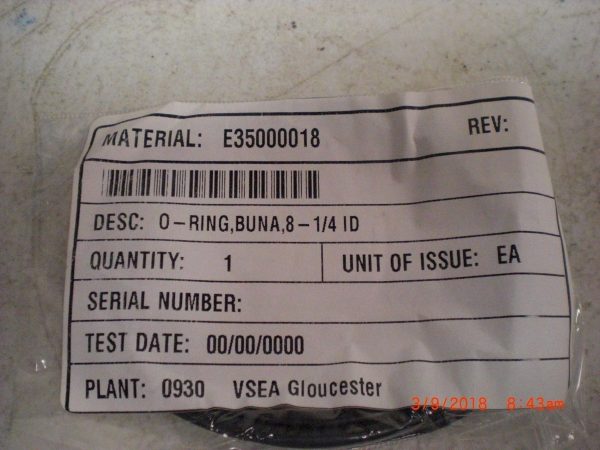 MATERIAL: E35000018 REV:
DESC: O-RING,BUNA,8-1/4 ID
QUANTITY: 1 UNIT OF ISSUE: EA
SERIAL NUMBER:
TEST DATE: 00/00/0000
PLANT: 0930 VSEA Gloucester
3/9/2018 8:43am